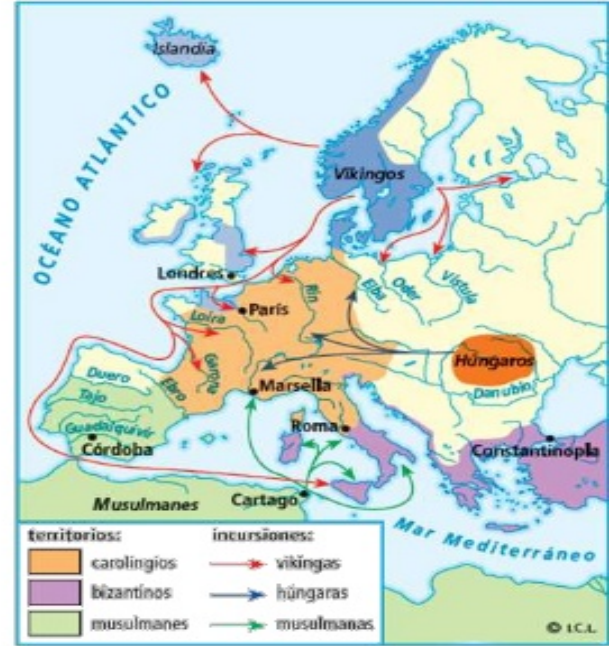 Islandia
OCÉANO ATLÁNTICO
Vikingos
Londres
Elba
Oder
Vístula
Rin
París
Loira
Garona
Húngaros
Danubio
Duero
Ebro
Tajo
Marsella
Guadalquivir
Córdoba
Roma
Constantinopla
Musulmanes
Cartago
Mar Mediterráneo
territorios:
incursiones:
carolingios
vikingas
bizantinos
húngaras
musulmanes
musulmanas
© I.C.L.